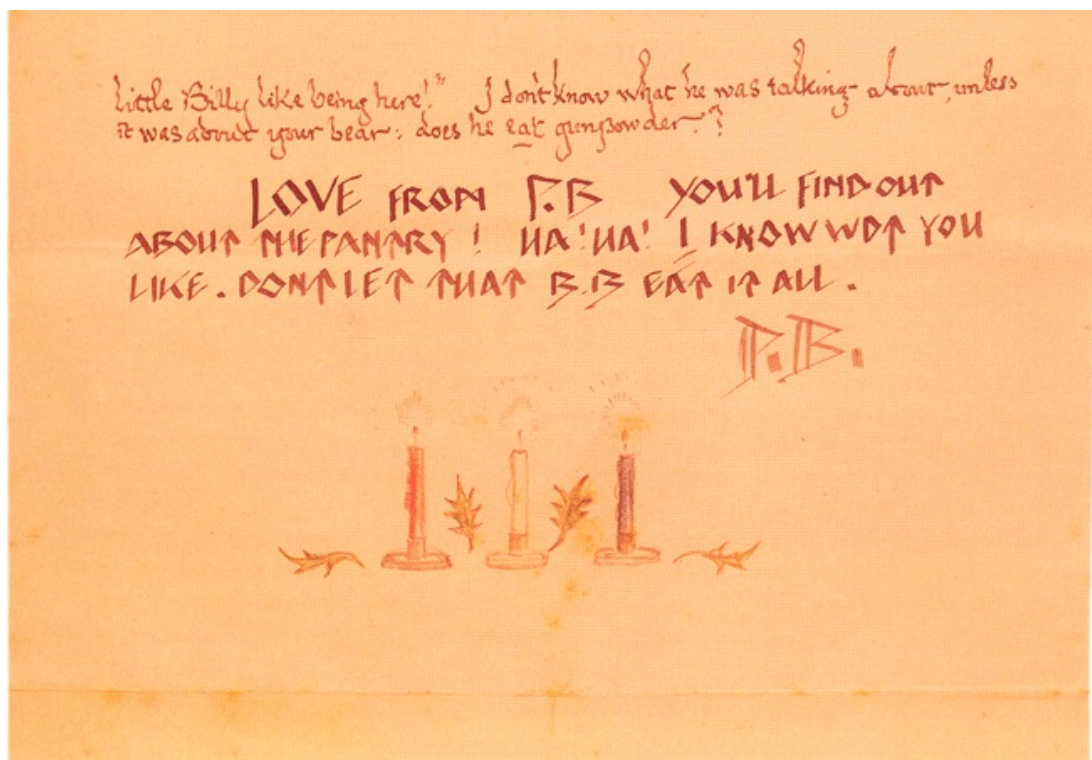 little Billy like being here!" I don't know what he was talking about, unless
it was about your bear: does he eat gunpowder?
LOVE FROM P.B YOU'LL FIND OUT
ABOUT THE PANTRY! HA! HA! I KNOW WOT YOU
LIKE. DONT LET THAT B.B EAT IT ALL.
P.B.